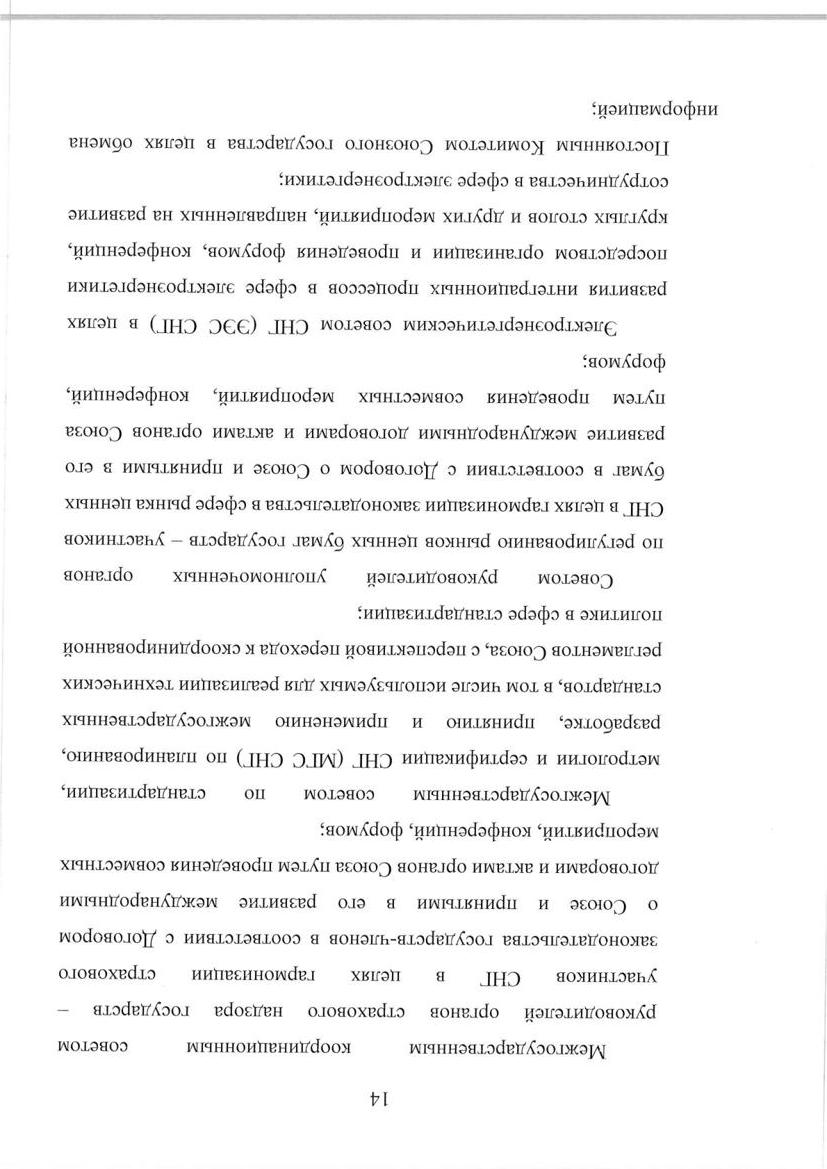 14
Межгосударственным координационным советом
руководителей органов страхового надзора государств –
участников СНГ в целях гармонизации страхового
законодательства государств-членов в соответствии с Договором
о Союзе и принятыми в его развитие международными
договорами и актами органов Союза путем проведения совместных
мероприятий, конференций, форумов;
Межгосударственным советом по стандартизации,
метрологии и сертификации СНГ (МГС СНГ) по планированию,
разработке, принятию и применению межгосударственных
стандартов, в том числе используемых для реализации технических
регламентов Союза, с перспективой перехода к скоординированной
политике в сфере стандартизации;
Советом руководителей уполномоченных органов
по регулированию рынков ценных бумаг государств – участников
СНГ в целях гармонизации законодательства в сфере рынка ценных
бумаг в соответствии с Договором о Союзе и принятыми в его
развитие международными договорами и актами органов Союза
путем проведения совместных мероприятий, конференций,
форумов;
Электроэнергетическим советом СНГ (ЭЭС СНГ) в целях
развития интеграционных процессов в сфере электроэнергетики
посредством организации и проведения форумов, конференций,
круглых столов и других мероприятий, направленных на развитие
сотрудничества в сфере электроэнергетики;
Постоянным Комитетом Союзного государства в целях обмена
информацией;